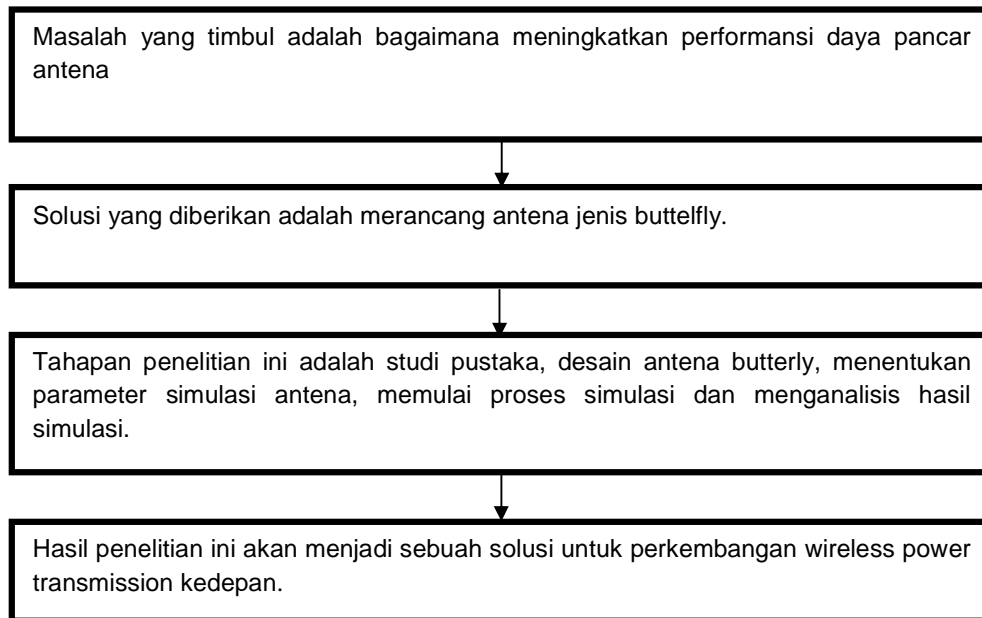 Masalah yang timbul adalah bagaimana meningkatkan performansi daya pancar
antena
Solusi yang diberikan adalah merancang antena jenis buttelfly.
Tahapan penelitian ini adalah studi pustaka, desain antena butterly, menentukan
parameter simulasi antena, memulai proses simulasi dan menganalisis hasil
simulasi.
Hasil penelitian ini akan menjadi sebuah solusi untuk perkembangan wireless power
transmission kedepan.